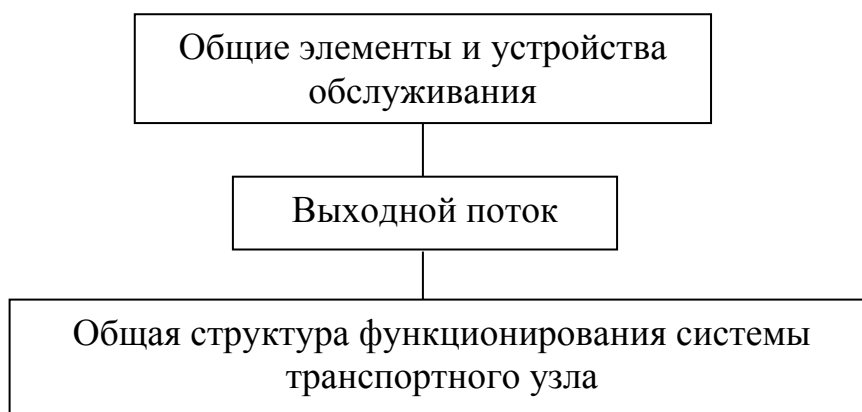 Общие элементы и устройства
обслуживания
Выходной поток
Общая структура функционирования системы
транспортного узла